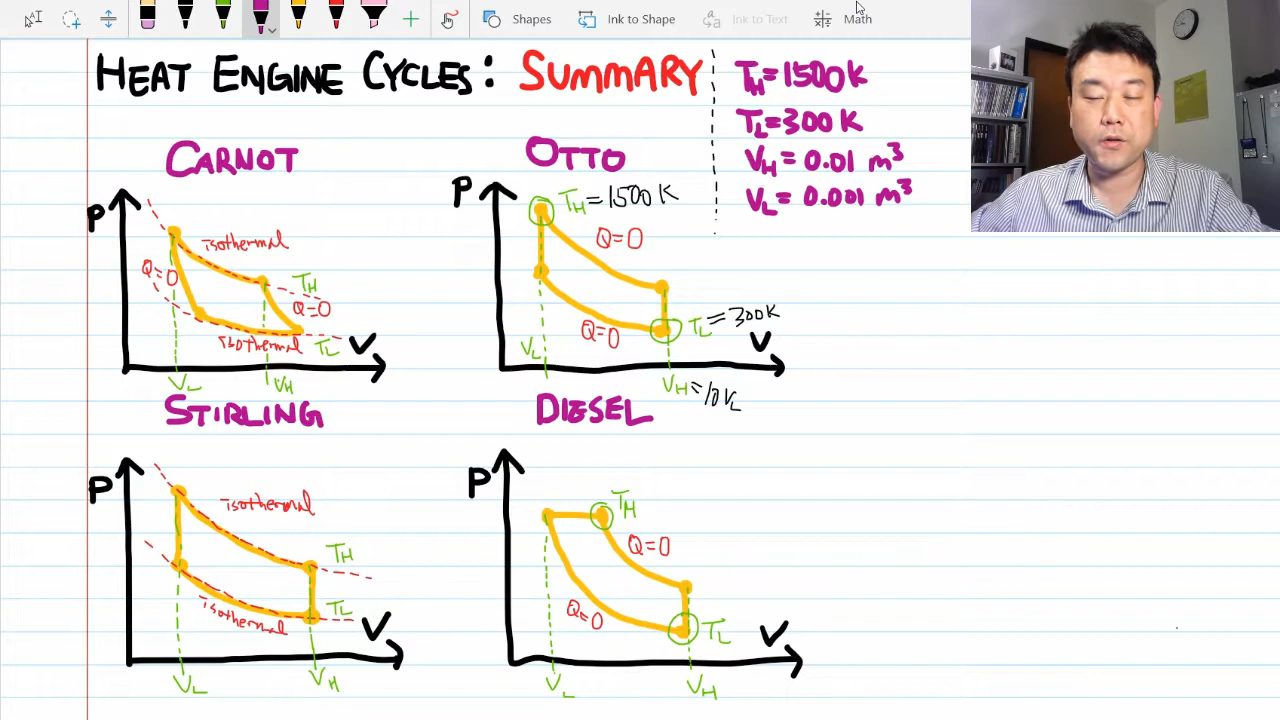 Shapes
Ink to Shape
Ink to Text
Math
HEAT ENGINE CYCLES: SUMMARY
TH=1500K
TL=300K
VH = 0.01 m³
VL = 0.001 m³
CARNOT
P
isothermal
Q=0
TH
Q=0
isothermal
TL
V
VL
VH
OTTO
P
TH=1500K
Q=0
Q=0
TL=300K
VL
V
VH=10VL
STIRLING
P
isothermal
TH
isothermal
TL
V
VL
VH
DIESEL
P
TH
Q=0
Q=0
TL
V
VL
VH